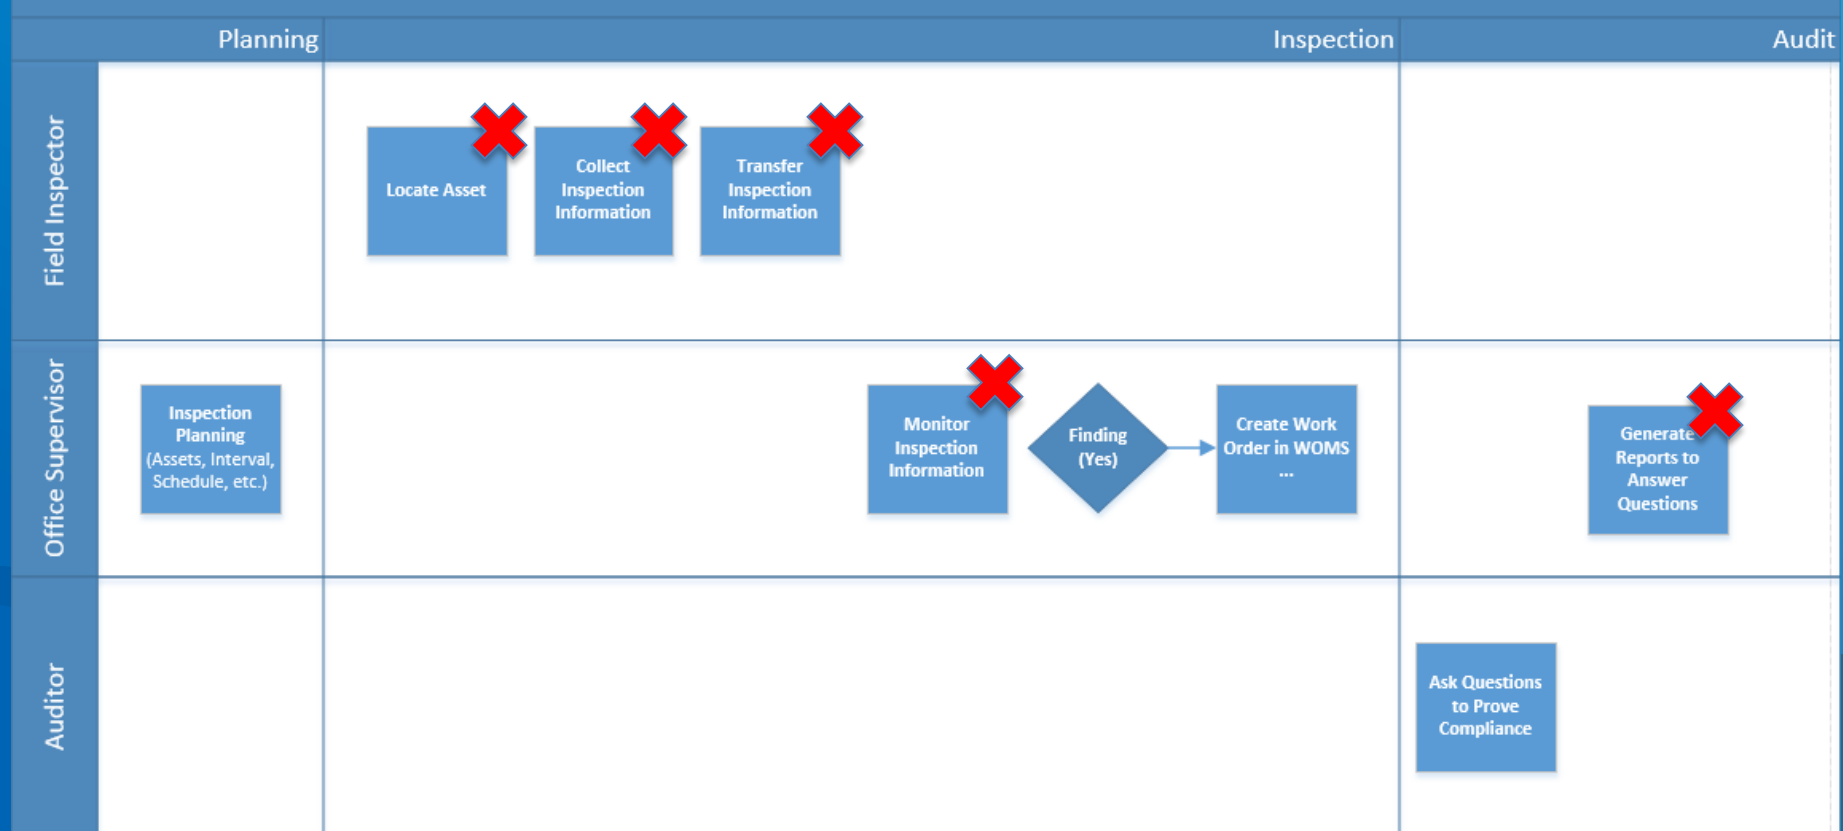 Planning
Inspection
Audit
Field Inspector
Locate Asset
Collect
Inspection
Information
Transfer
Inspection
Information
Office Supervisor
Inspection
Planning
(Assets, Interval,
Schedule, etc.)
Monitor
Inspection
Information
Finding
(Yes)
Create Work
Order in WOMS
...
Generate
Reports to
Answer
Questions
Auditor
Ask Questions
to Prove
Compliance